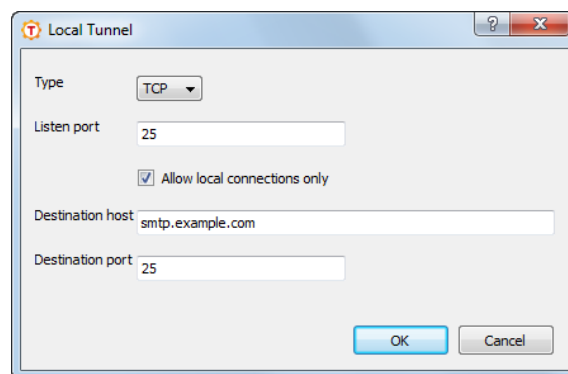 Local Tunnel
Type TCP
Listen port 25
Allow local connections only
Destination host smtp.example.com
Destination port 25
OK Cancel